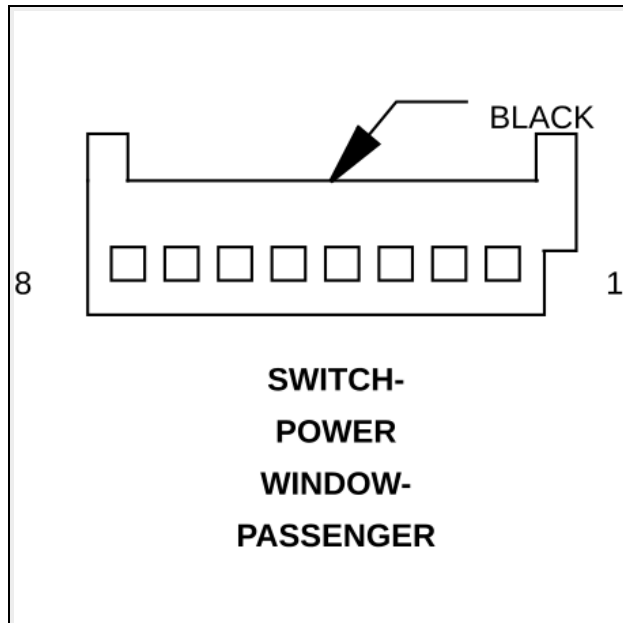 BLACK
8
1
SWITCH-
POWER
WINDOW-
PASSENGER